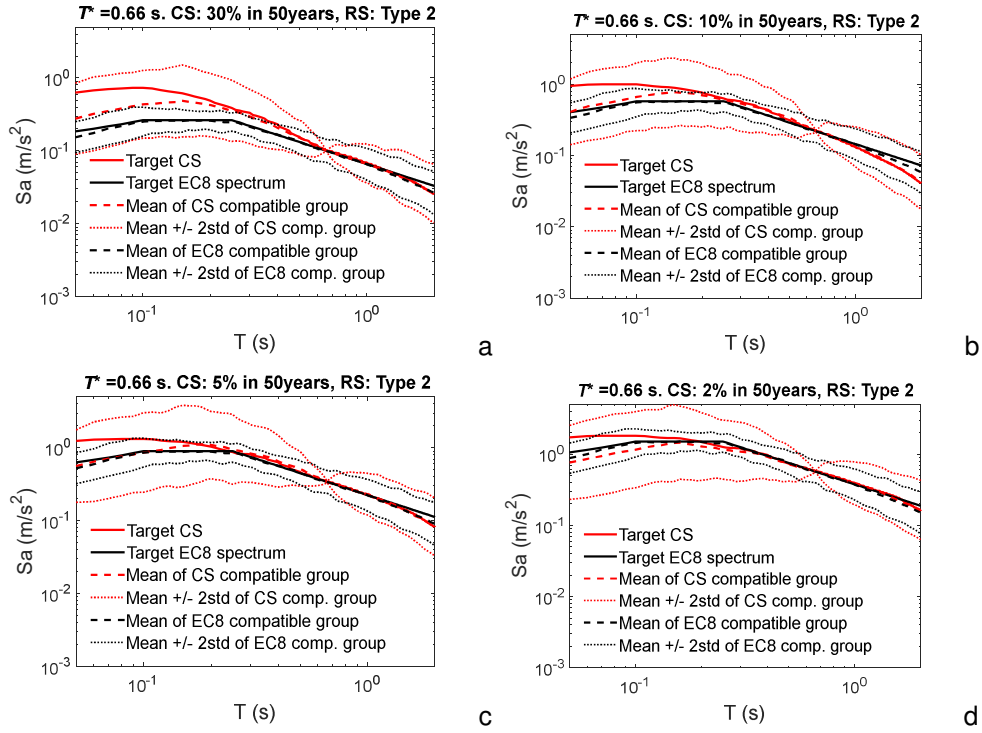 T* =0.66 s. CS: 30% in 50years, RS: Type 2
10⁰
10⁻¹
10⁻²
10⁻³
Sa (m/s²)
Target CS
Target EC8 spectrum
Mean of CS compatible group
Mean +/- 2std of CS comp. group
Mean of EC8 compatible group
Mean +/- 2std of EC8 comp. group
10⁻¹ 10⁰
T (s)
a
T* =0.66 s. CS: 10% in 50years, RS: Type 2
10⁰
10⁻¹
10⁻²
10⁻³
Sa (m/s²)
Target CS
Target EC8 spectrum
Mean of CS compatible group
Mean +/- 2std of CS comp. group
Mean of EC8 compatible group
Mean +/- 2std of EC8 comp. group
10⁻¹ 10⁰
T (s)
b
T* =0.66 s. CS: 5% in 50years, RS: Type 2
10⁰
10⁻¹
10⁻²
10⁻³
Sa (m/s²)
Target CS
Target EC8 spectrum
Mean of CS compatible group
Mean +/- 2std of CS comp. group
Mean of EC8 compatible group
Mean +/- 2std of EC8 comp. group
10⁻¹ 10⁰
T (s)
c
T* =0.66 s. CS: 2% in 50years, RS: Type 2
10⁰
10⁻¹
10⁻²
10⁻³
Sa (m/s²)
Target CS
Target EC8 spectrum
Mean of CS compatible group
Mean +/- 2std of CS comp. group
Mean of EC8 compatible group
Mean +/- 2std of EC8 comp. group
10⁻¹ 10⁰
T (s)
d